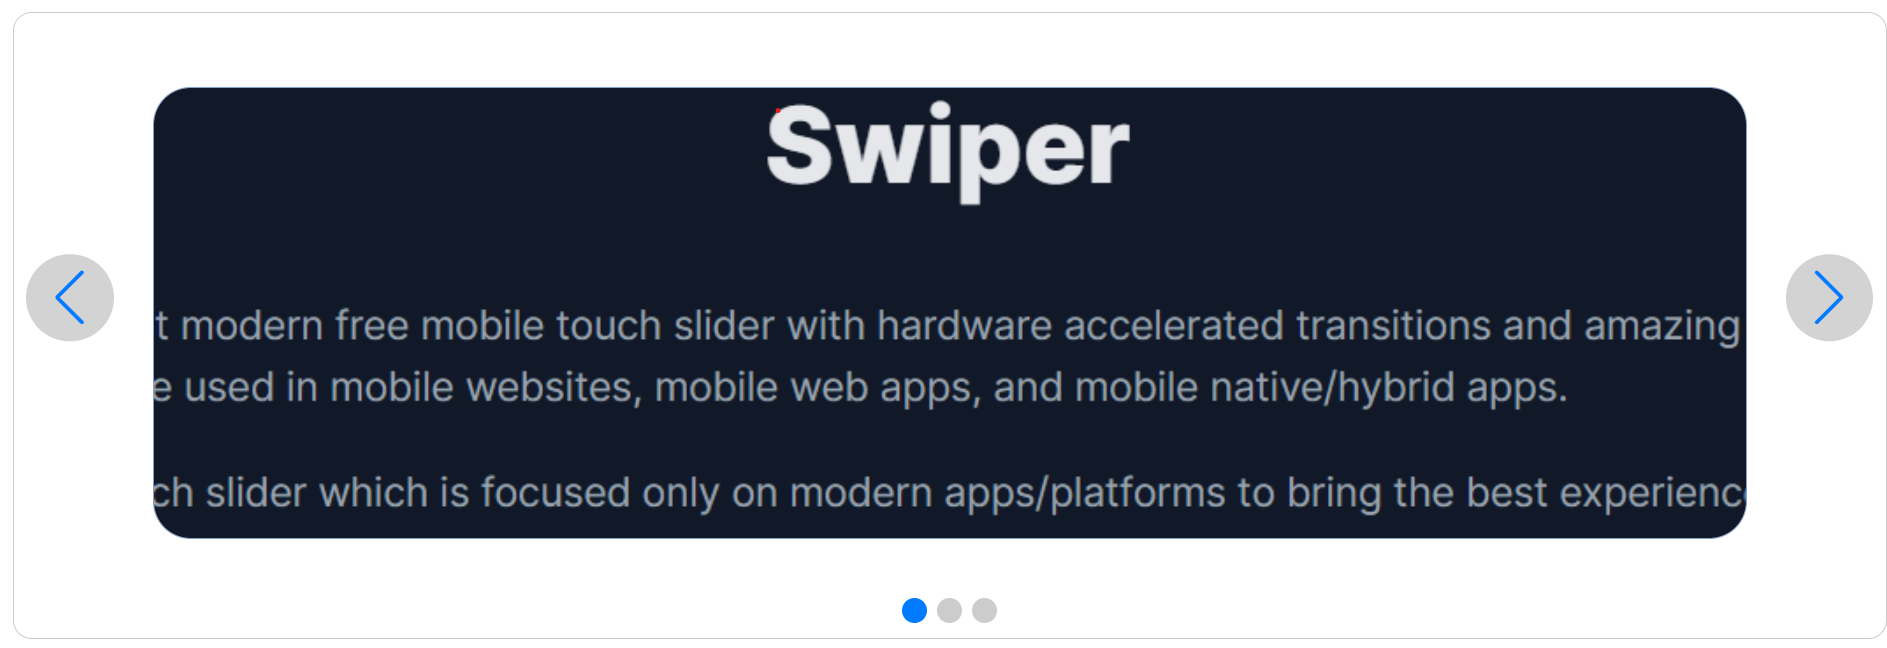 Swiper
t modern free mobile touch slider with hardware accelerated transitions and amazing
e used in mobile websites, mobile web apps, and mobile native/hybrid apps.
ch slider which is focused only on modern apps/platforms to bring the best experienc